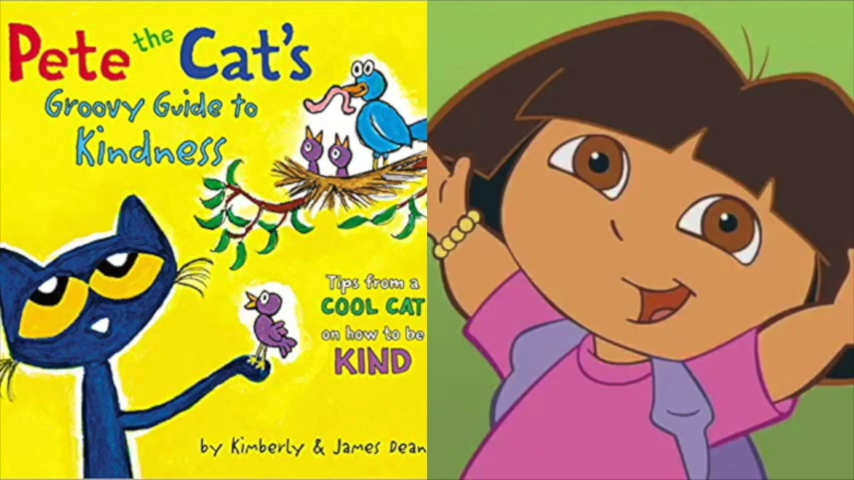 Pete the Cat's
Groovy Guide to
Kindness
Tips from a
COOL CAT
on how to be
KIND
by Kimberly & James Dean